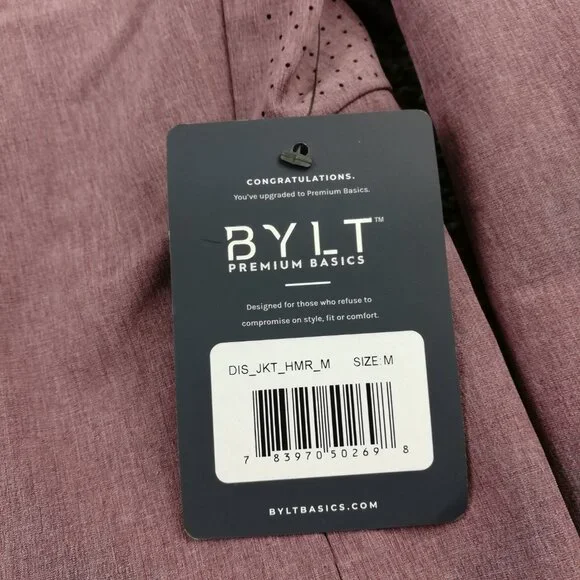 CONGRATULATIONS.
You've upgraded to Premium Basics.
BYLT™
PREMIUM BASICS
Designed for those who refuse to
compromise on style, fit or comfort.
DIS_JKT_HMR_M SIZE: M
7 83970 50269 8
BYLTBASICS.COM